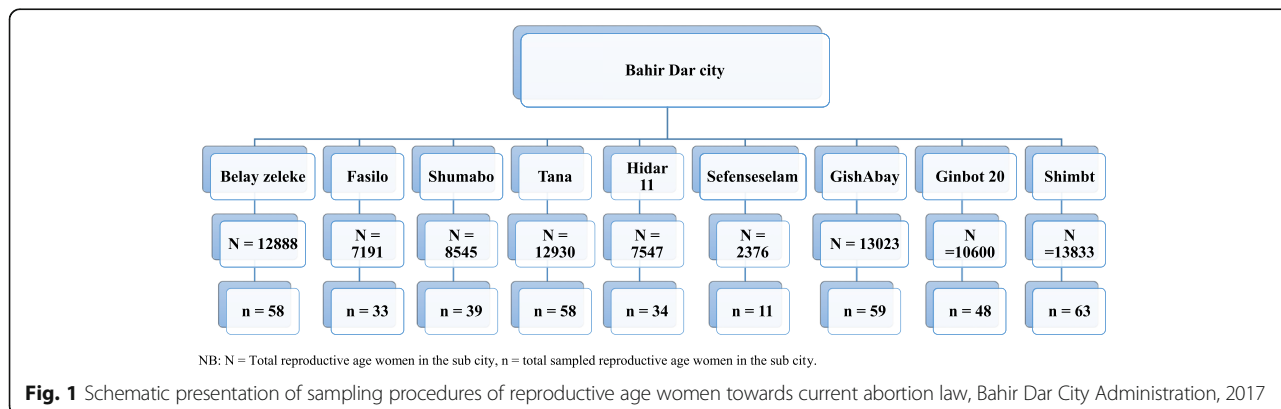 Bahir Dar city
Belay zeleke
Fasilo
Shumabo
Tana
Hidar
11
Sefenseselam
GishAbay
Ginbot 20
Shimbt
N = 12888
N =
7191
N =
8545
N =
12930
N =
7547
N =
2376
N = 13023
N
=10600
N
=13833
n = 58
n = 33
n = 39
n = 58
n = 34
n = 11
n = 59
n = 48
n = 63
NB: N = Total reproductive age women in the sub city, n = total sampled reproductive age women in the sub city.
Fig. 1 Schematic presentation of sampling procedures of reproductive age women towards current abortion law, Bahir Dar City Administration, 2017